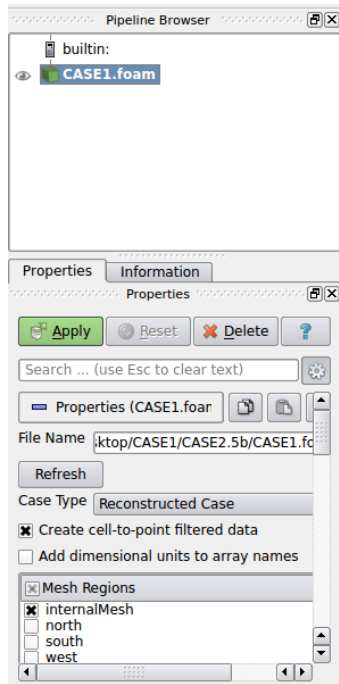 Pipeline Browser
builtin:
CASE1.foam
Properties Information
Properties
Apply Reset Delete ?
Search ... (use Esc to clear text)
Properties (CASE1.foan
File Name ktop/CASE1/CASE2.5b/CASE1.fo
Refresh
Case Type Reconstructed Case
Create cell-to-point filtered data
Add dimensional units to array names
Mesh Regions
internalMesh
north
south
west